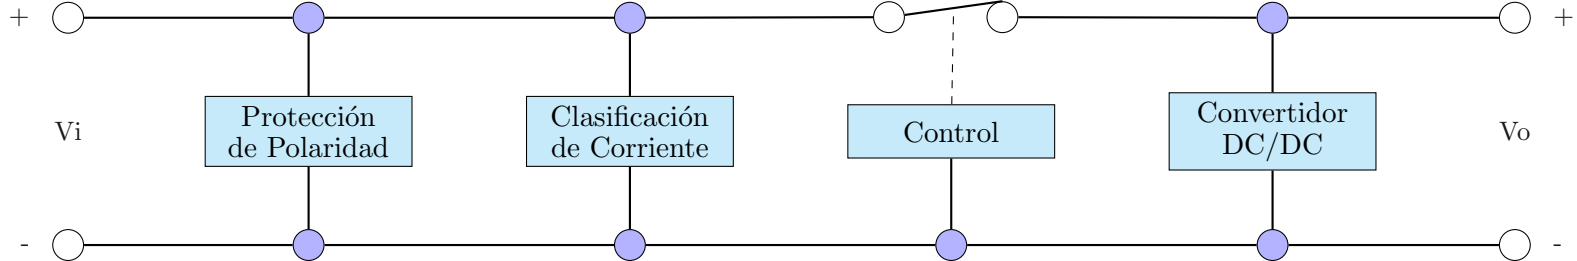 +
+
Protección
de Polaridad
Clasificación
de Corriente
Control
Convertidor
DC/DC
Vi
Vo
-
-